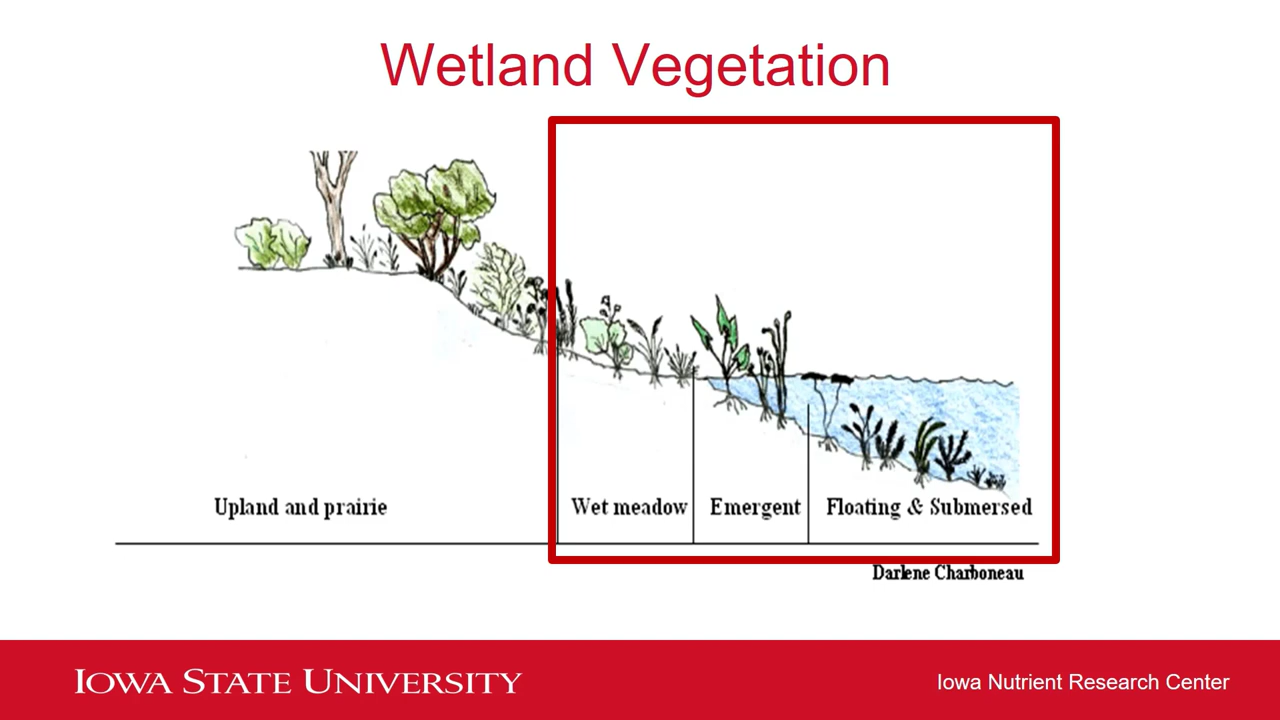 Wetland Vegetation
Upland and prairie
Wet meadow
Emergent
Floating & Submersed
Darlene Charboneau
IOWA STATE UNIVERSITY
Iowa Nutrient Research Center